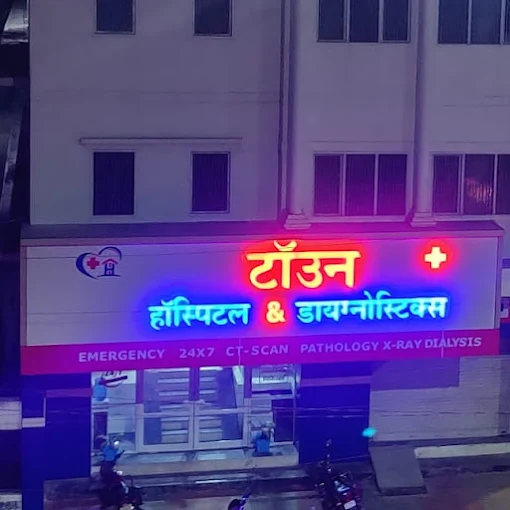 टॉउन
हॉस्पिटल & डायग्नोस्टिक्स
EMERGENCY 24X7 CT-SCAN PATHOLOGY X-RAY DIALYSIS